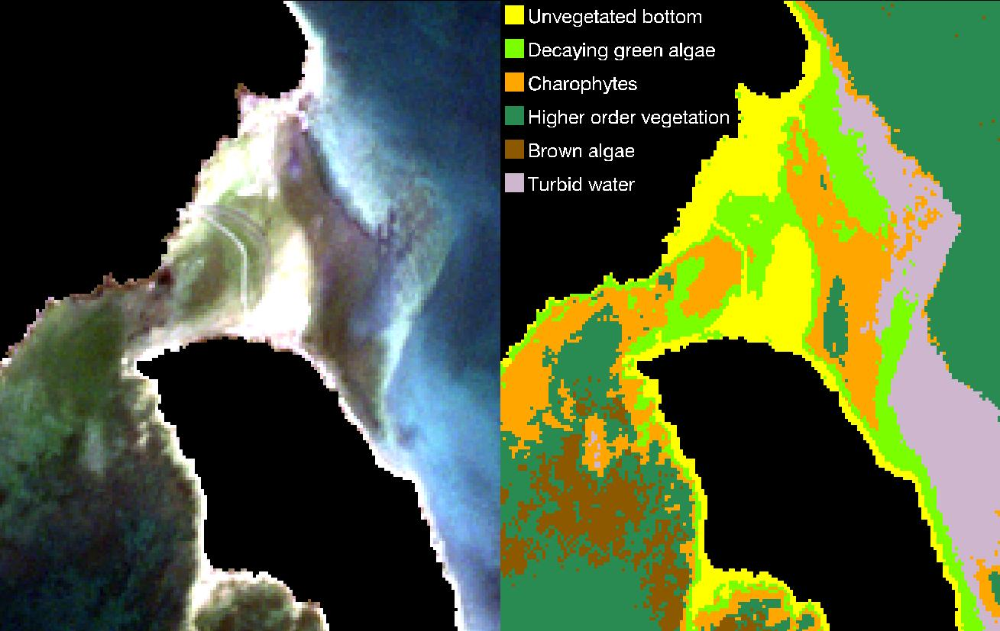 Unvegetated bottom
Decaying green algae
Charophytes
Higher order vegetation
Brown algae
Turbid water